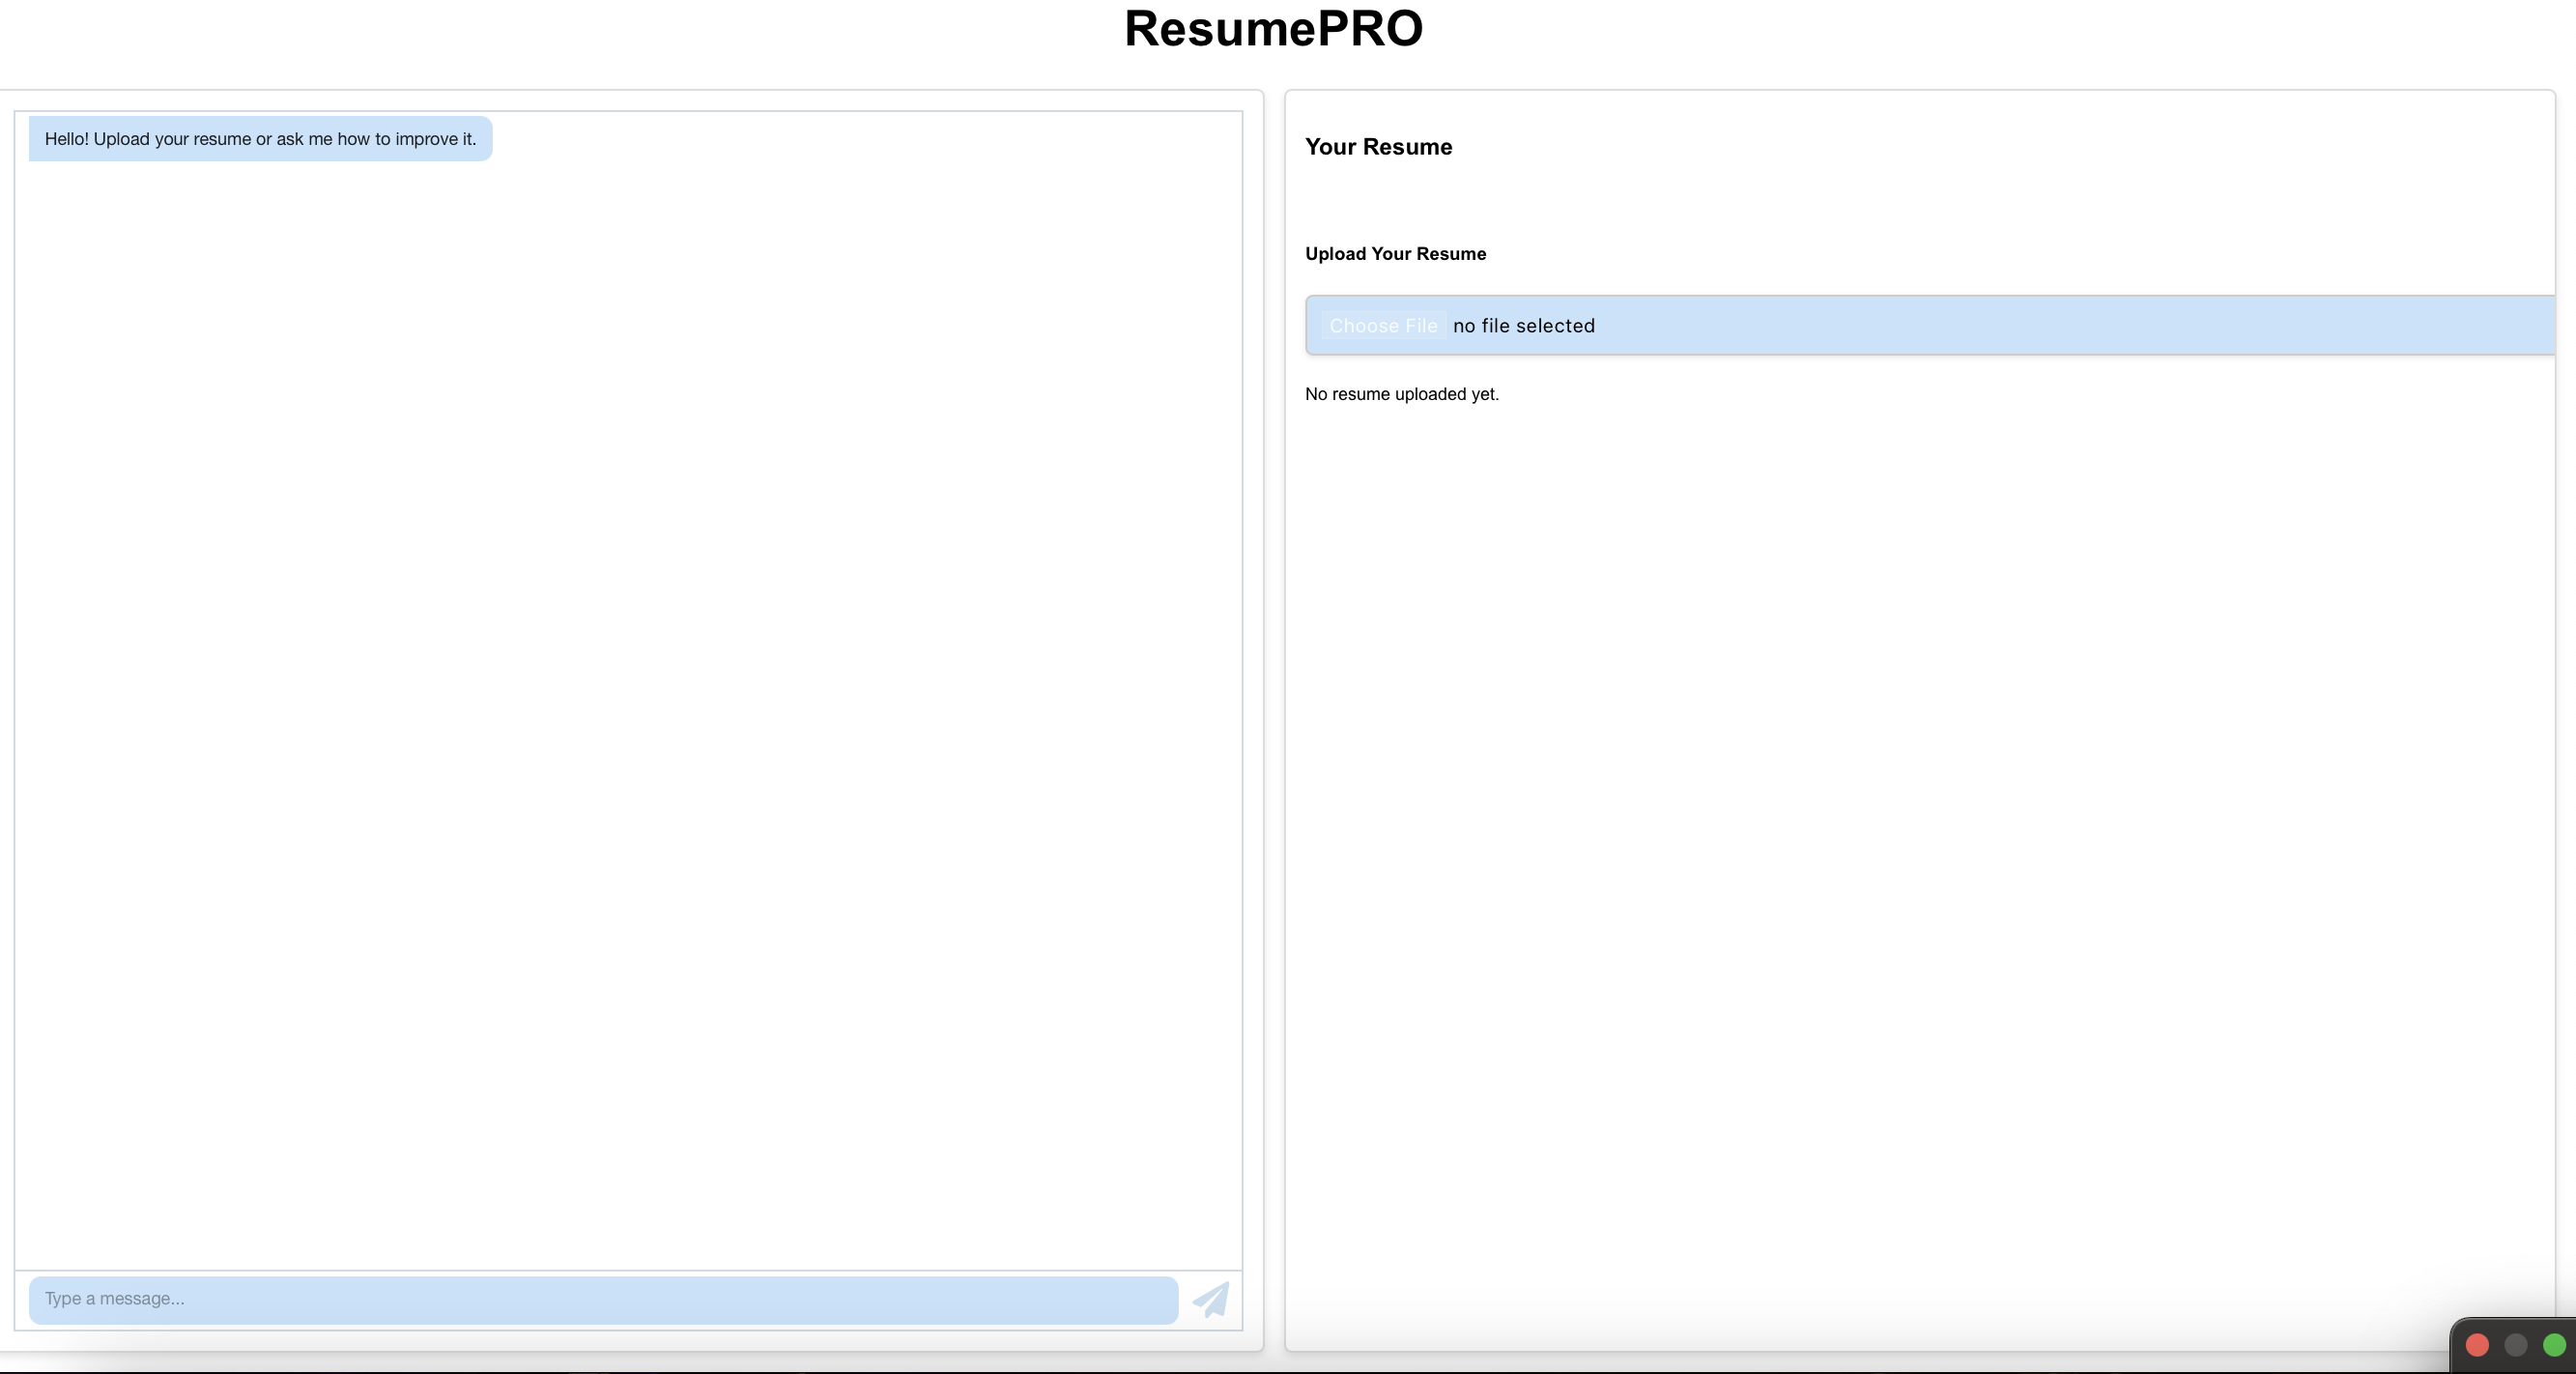 ResumePRO
Hello! Upload your resume or ask me how to improve it.
Type a message...
Your Resume
Upload Your Resume
Choose File no file selected
No resume uploaded yet.